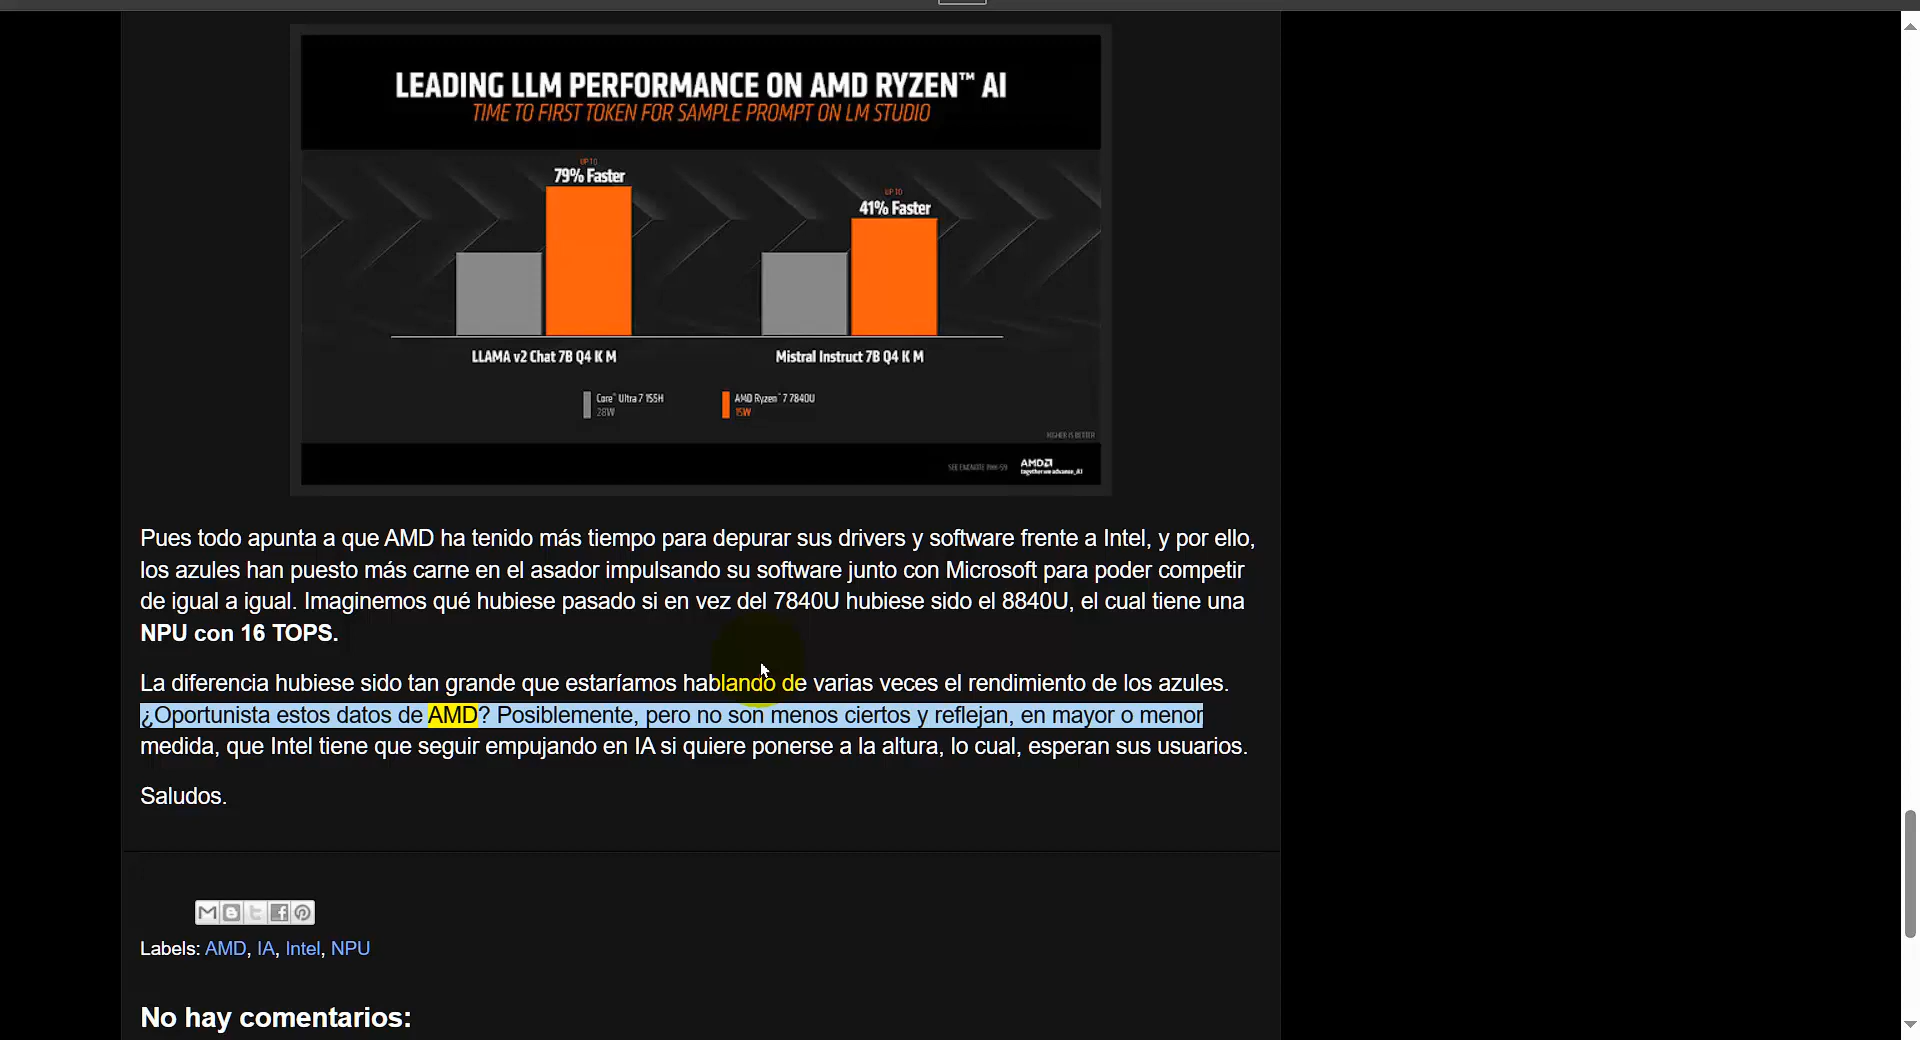 LEADING LLM PERFORMANCE ON AMD RYZEN™ AI
TIME TO FIRST TOKEN FOR SAMPLE PROMPT ON LM STUDIO
UP TO
79% Faster
UP TO
41% Faster
LLAMA v2 Chat 7B Q4 K M
Mistral Instruct 7B Q4 K M
Core™ Ultra 7 155H
28W
AMD Ryzen™ 7 7840U
15W
HIGHER IS BETTER
SEE ENDNOTE
AMD
together we advance_AI
Pues todo apunta a que AMD ha tenido más tiempo para depurar sus drivers y software frente a Intel, y por ello,
los azules han puesto más carne en el asador impulsando su software junto con Microsoft para poder competir
de igual a igual. Imaginemos qué hubiese pasado si en vez del 7840U hubiese sido el 8840U, el cual tiene una
NPU con 16 TOPS.
La diferencia hubiese sido tan grande que estaríamos hablando de varias veces el rendimiento de los azules.
¿Oportunista estos datos de AMD? Posiblemente, pero no son menos ciertos y reflejan, en mayor o menor
medida, que Intel tiene que seguir empujando en IA si quiere ponerse a la altura, lo cual, esperan sus usuarios.
Saludos.
Labels: AMD, IA, Intel, NPU
No hay comentarios: